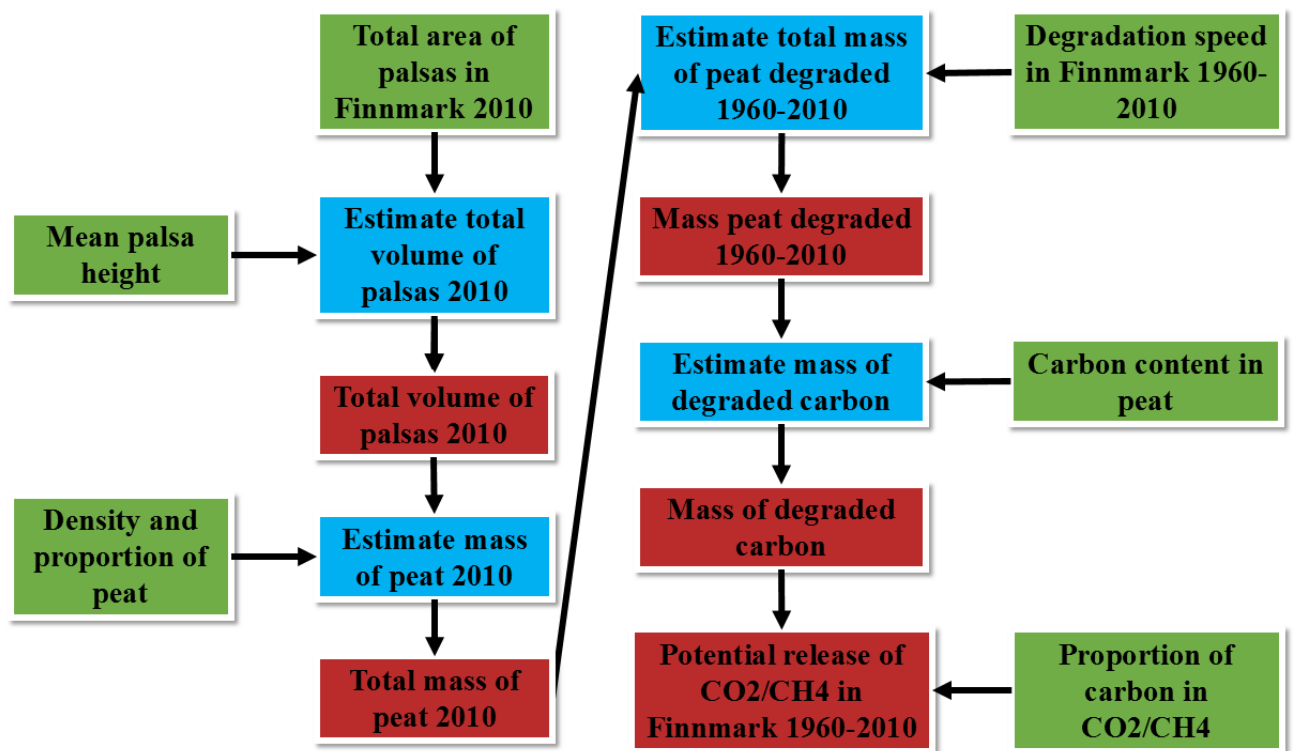 Total area of
palsas in
Finnmark 2010
Mean palsa
height
Estimate total
volume of
palsas 2010
Total volume of
palsas 2010
Density and
proportion of
peat
Estimate mass
of peat 2010
Total mass of
peat 2010
Estimate total mass
of peat degraded
1960-2010
Degradation speed
in Finnmark 1960-
2010
Mass peat degraded
1960-2010
Estimate mass of
degraded carbon
Carbon content in
peat
Mass of degraded
carbon
Potential release of
CO2/CH4 in
Finnmark 1960-2010
Proportion of
carbon in
CO2/CH4